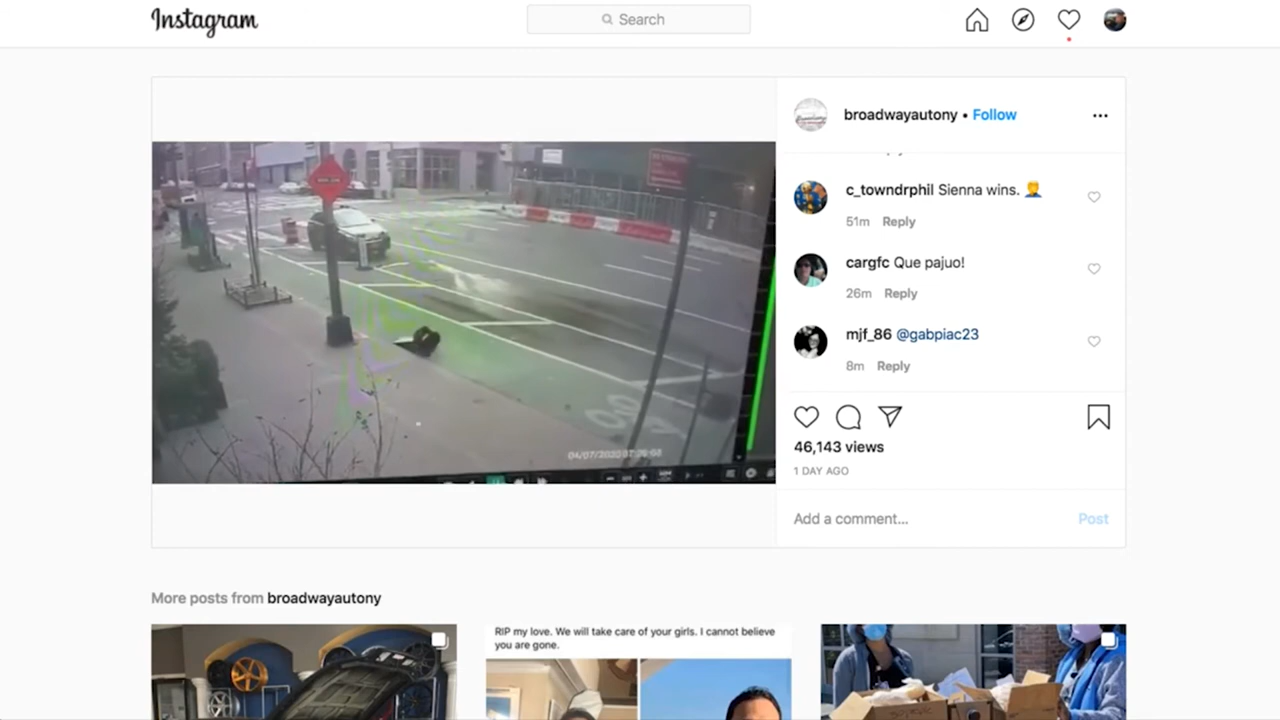 Instagram
Search
broadwayautony • Follow
c_towndrphil Sienna wins. 🤦
51m Reply
cargfc Que pajuo!
26m Reply
mjf_86 @gabpiac23
8m Reply
46,143 views
1 DAY AGO
Add a comment... Post
More posts from broadwayautony
RIP my love. We will take care of your girls. I cannot believe
you are gone.